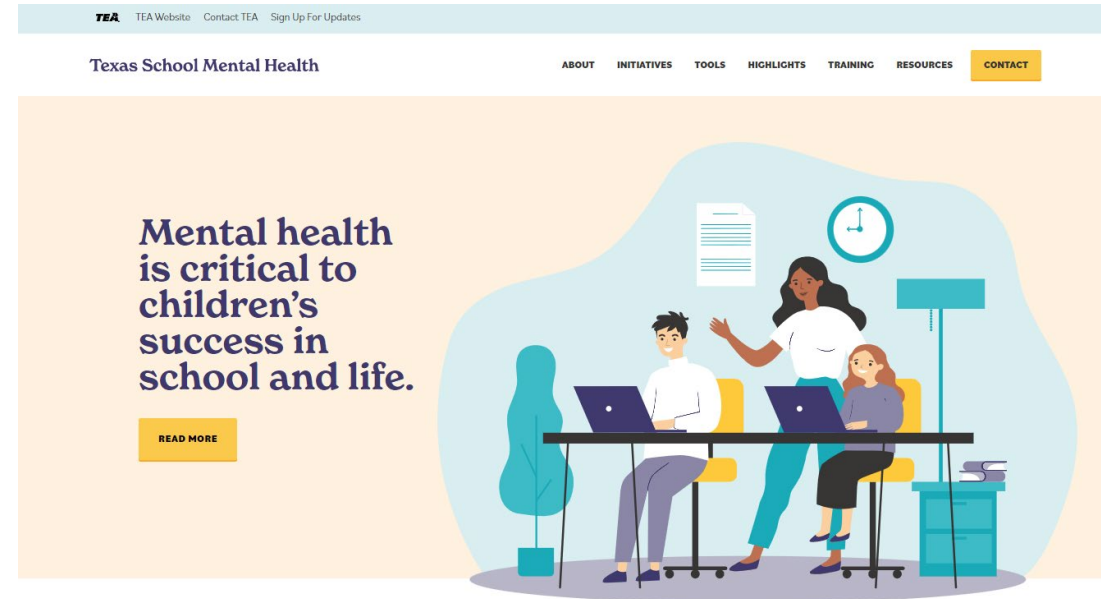 TEA TEA Website Contact TEA Sign Up For Updates
Texas School Mental Health ABOUT INITIATIVES TOOLS HIGHLIGHTS TRAINING RESOURCES CONTACT
Mental health
is critical to
children’s
success in
school and life.
READ MORE